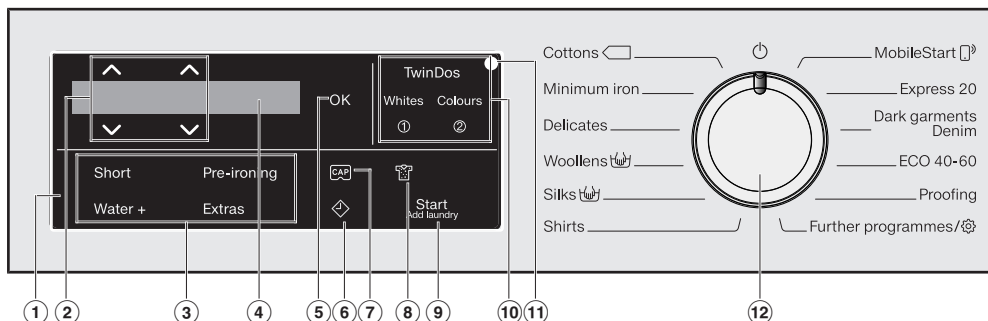 TwinDos
OK
Whites Colours
① ②
Short Pre-ironing
CAP
Water + Extras
Start
Add laundry
Cottons
Minimum iron
Delicates
Woollens
Silks
Shirts
MobileStart
Express 20
Dark garments
Denim
ECO 40-60
Proofing
Further programmes/
① ② ③ ④ ⑤ ⑥ ⑦ ⑧ ⑨ ⑩ ⑪ ⑫